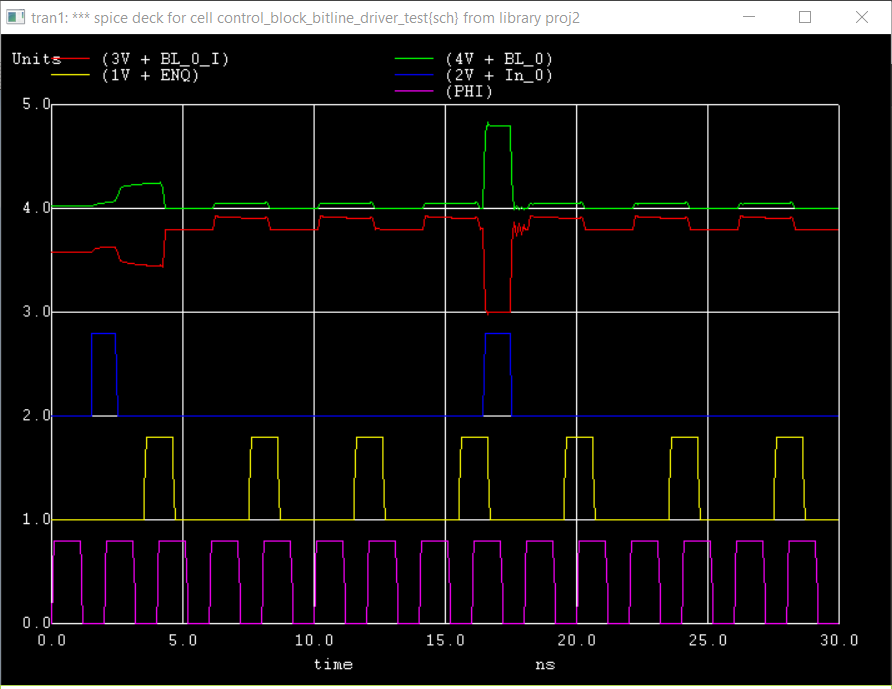 tran1: *** spice deck for cell control_block_bitline_driver_test{sch} from library proj2
Units (3V + BL_0_I) (4V + BL_0)
(1V + ENQ) (2V + In_0)
(PHI)
5.0
4.0
3.0
2.0
1.0
0.0
0.0 5.0 10.0 15.0 20.0 25.0 30.0
time ns